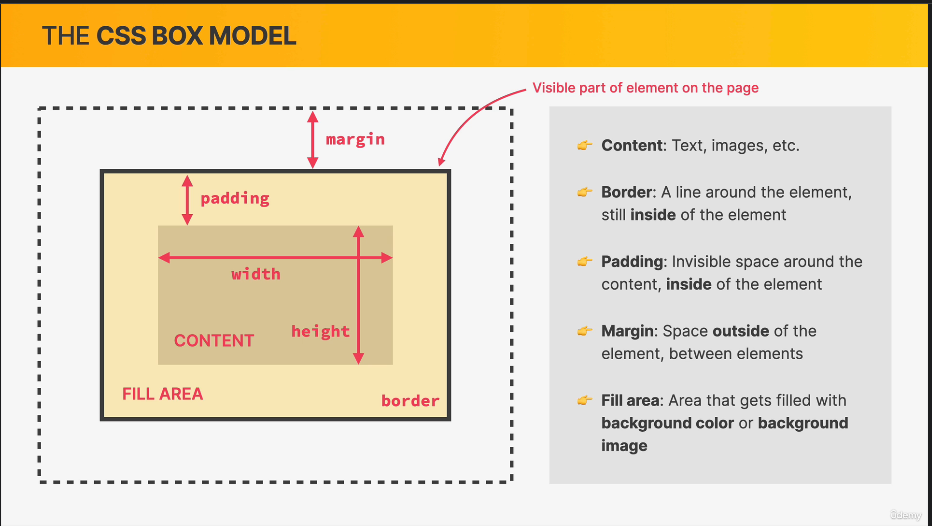 THE CSS BOX MODEL
Visible part of element on the page
margin
padding
width
height
CONTENT
FILL AREA
border
👉 Content: Text, images, etc.
👉 Border: A line around the element,
still inside of the element
👉 Padding: Invisible space around the
content, inside of the element
👉 Margin: Space outside of the
element, between elements
👉 Fill area: Area that gets filled with
background color or background
image
ûdemy